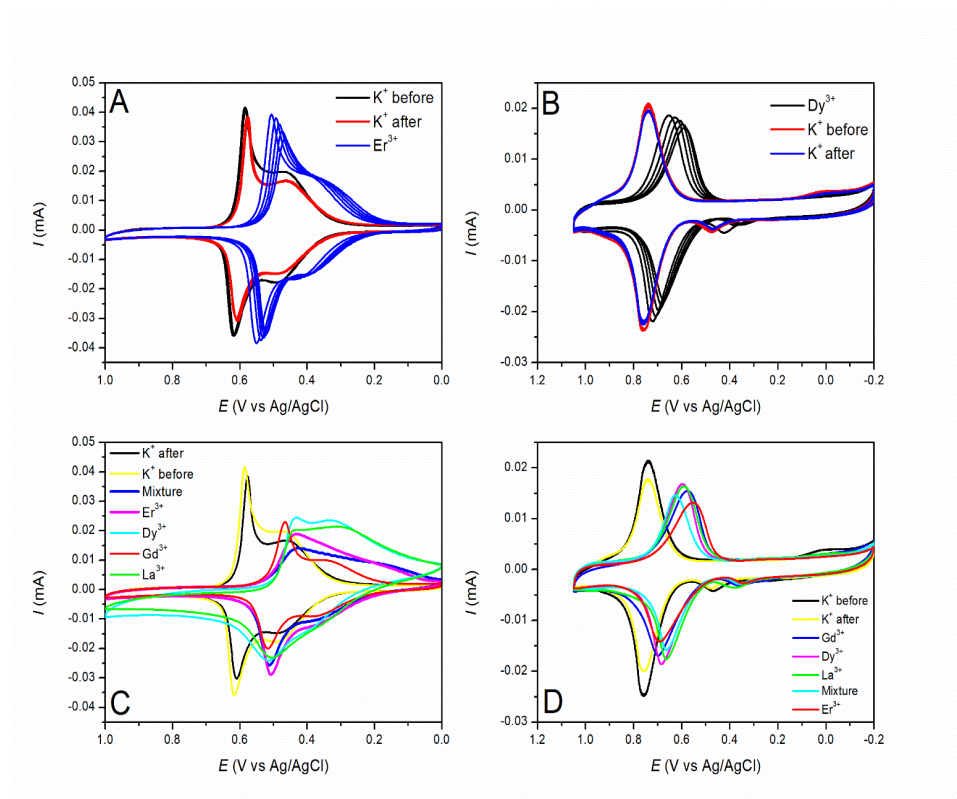 A
K⁺ before
K⁺ after
Er³⁺
0.05
0.04
0.03
0.02
0.01
0.00
-0.01
-0.02
-0.03
-0.04
I (mA)
1.0 0.8 0.6 0.4 0.2 0.0
E (V vs Ag/AgCl)
B
Dy³⁺
K⁺ before
K⁺ after
0.02
0.01
0.00
-0.01
-0.02
-0.03
I (mA)
1.2 1.0 0.8 0.6 0.4 0.2 0.0 -0.2
E (V vs Ag/AgCl)
C
K⁺ after
K⁺ before
Mixture
Er³⁺
Dy³⁺
Gd³⁺
La³⁺
0.05
0.04
0.03
0.02
0.01
0.00
-0.01
-0.02
-0.03
-0.04
I (mA)
1.0 0.8 0.6 0.4 0.2 0.0
E (V vs Ag/AgCl)
D
K⁺ before
K⁺ after
Gd³⁺
Dy³⁺
La³⁺
Mixture
Er³⁺
0.02
0.01
0.00
-0.01
-0.02
-0.03
I (mA)
1.2 1.0 0.8 0.6 0.4 0.2 0.0 -0.2
E (V vs Ag/AgCl)